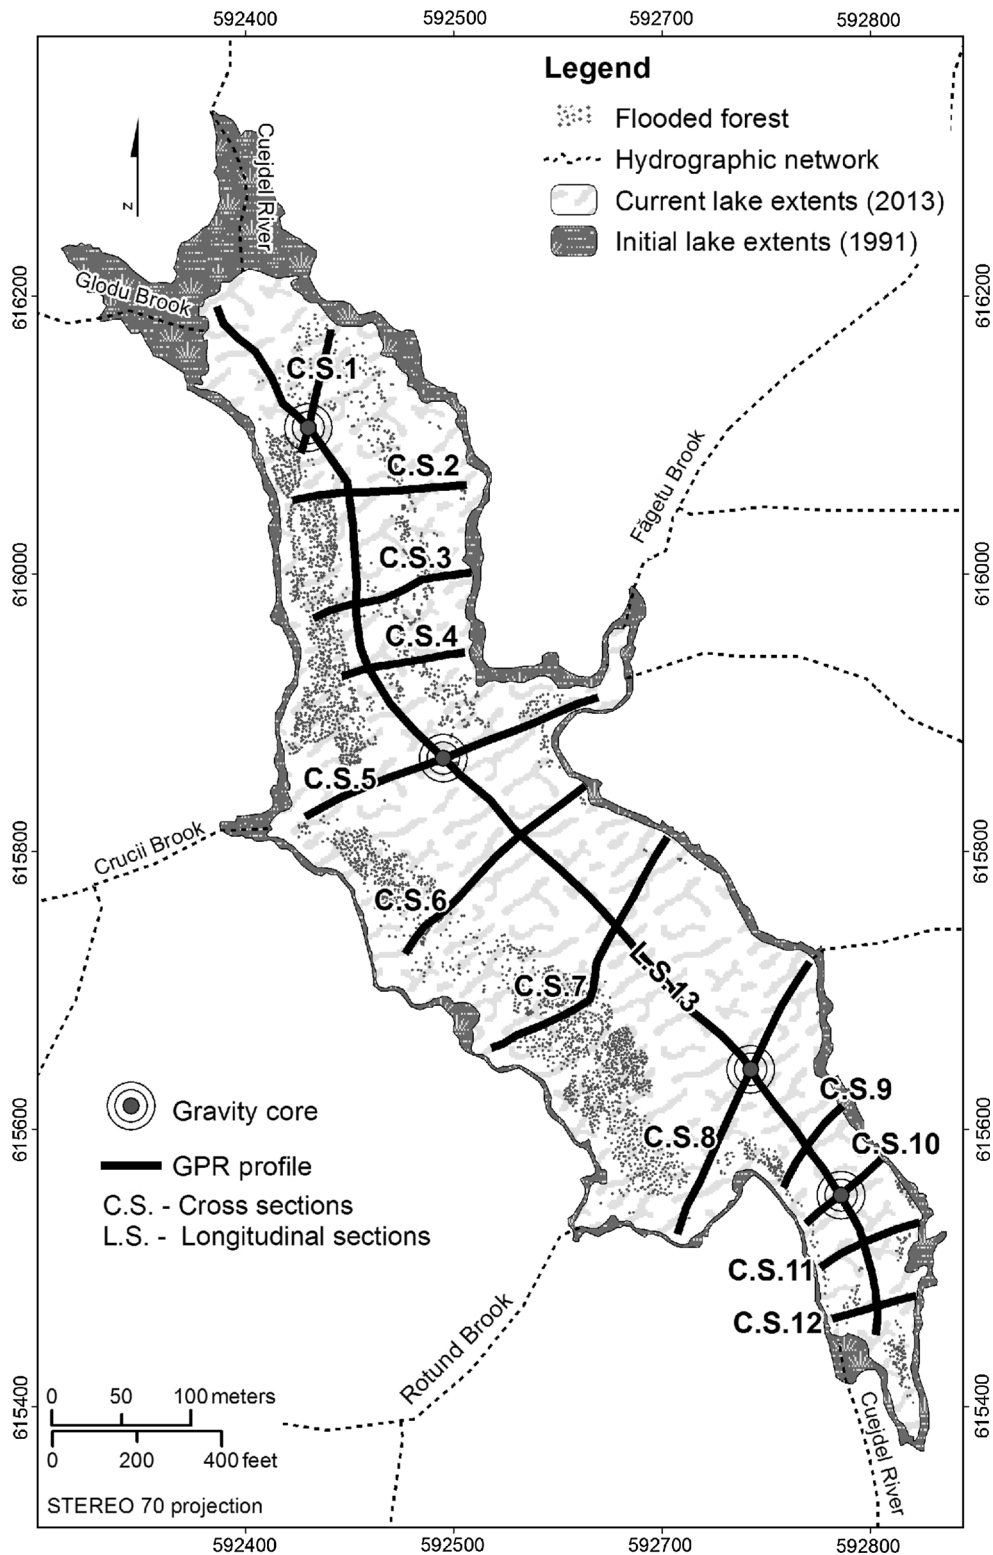 592400 592500 592700 592800
Legend
Flooded forest
Hydrographic network
Current lake extents (2013)
Initial lake extents (1991)
Cuejdel River
z
Glodu Brook
616200
616200
C.S.1
C.S.2
Făgetu Brook
C.S.3
616000
616000
C.S.4
C.S.5
Crucii Brook
615800
615800
C.S.6
L.S.13
C.S.7
C.S.9
Gravity core
C.S.8
C.S.10
615600
615600
GPR profile
C.S. - Cross sections
L.S. - Longitudinal sections
C.S.11
C.S.12
Rotund Brook
0 50 100 meters
615400
615400
Cuejdel River
0 200 400 feet
STEREO 70 projection
592400 592500 592700 592800